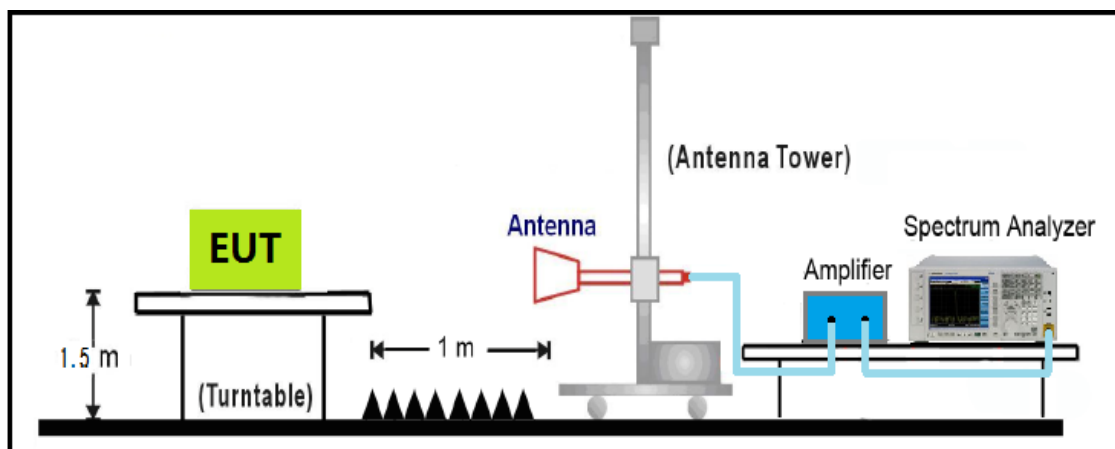 (Antenna Tower)
EUT
Antenna
Spectrum Analyzer
Amplifier
1.5 m
1 m
(Turntable)